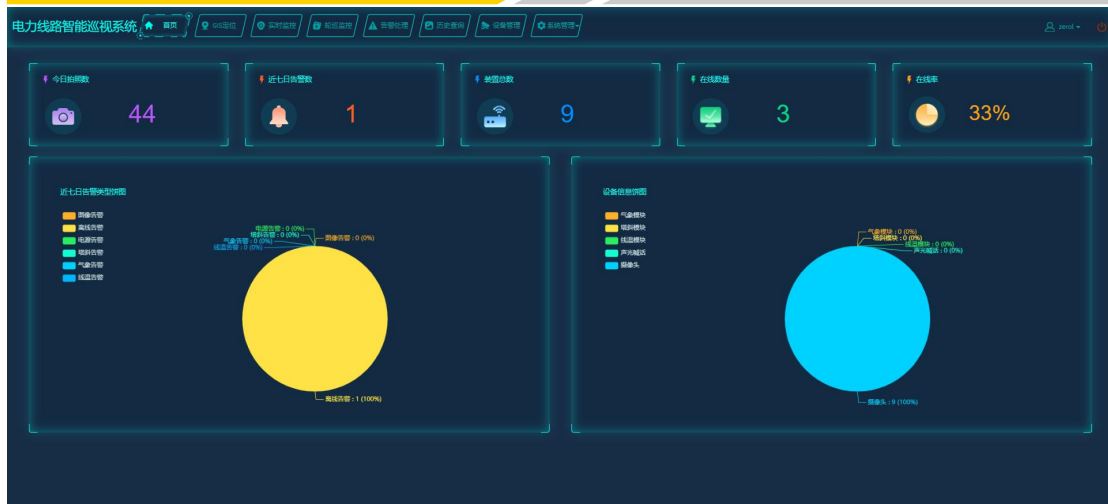 电力线路智能巡视系统 首页 GIS定位 实时监控 轮巡监控 告警处理 历史查询 设备管理 系统管理 zerol
今日拍照数 近七日告警数 装置总数 在线数量 在线率
44 1 9 3 33%
近七日告警类型饼图
图像告警
离线告警
电源告警
塔斜告警
气象告警
线温告警
电源告警 : 0 (0%)
塔斜告警 : 0 (0%)
气象告警 : 0 (0%)
线温告警 : 0 (0%)
图像告警 : 0 (0%)
离线告警 : 1 (100%)
设备信息饼图
气象模块
塔斜模块
线温模块
声光喊话
摄像头
气象模块 : 0 (0%)
塔斜模块 : 0 (0%)
线温模块 : 0 (0%)
声光喊话 : 0 (0%)
摄像头 : 9 (100%)